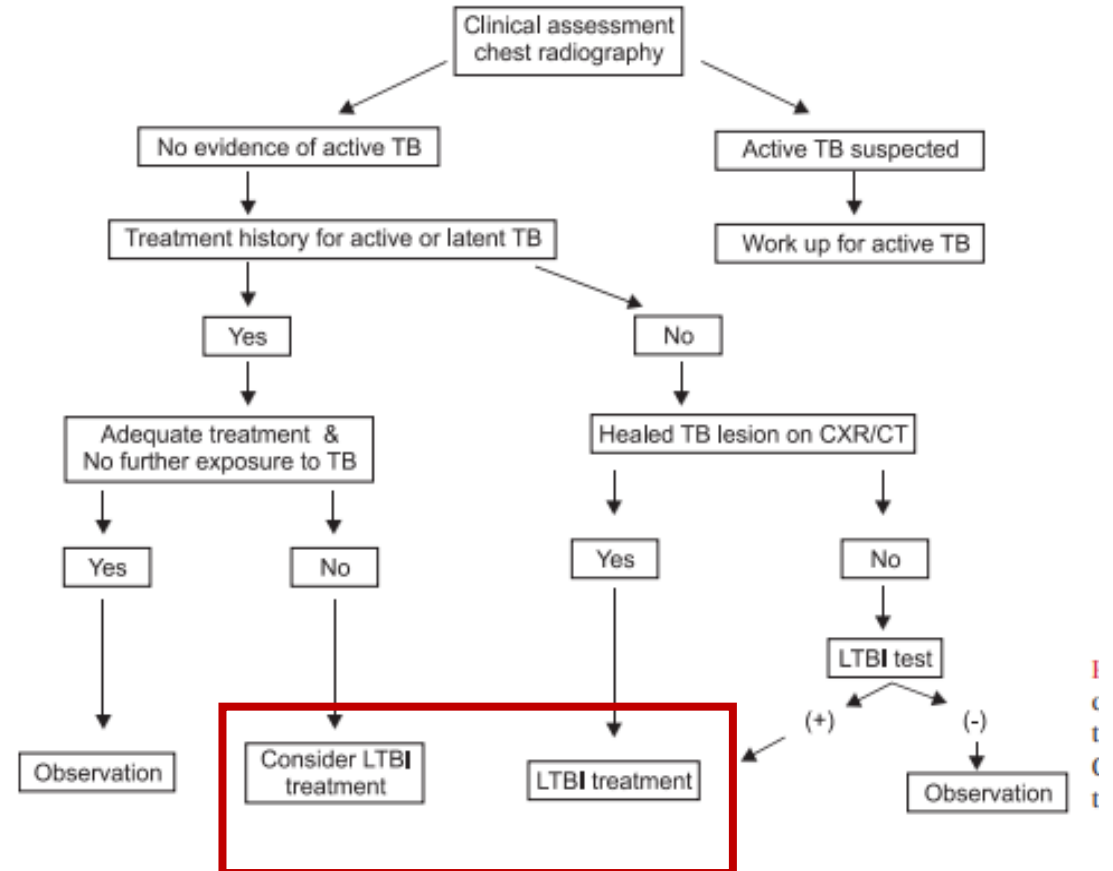 Clinical assessment
chest radiography
No evidence of active TB
Active TB suspected
Treatment history for active or latent TB
Work up for active TB
Yes
No
Adequate treatment &
No further exposure to TB
Healed TB lesion on CXR/CT
Yes
No
Yes
No
LTBI test
(+)
(-)
Observation
Consider LTBI
treatment
LTBI treatment
Observation